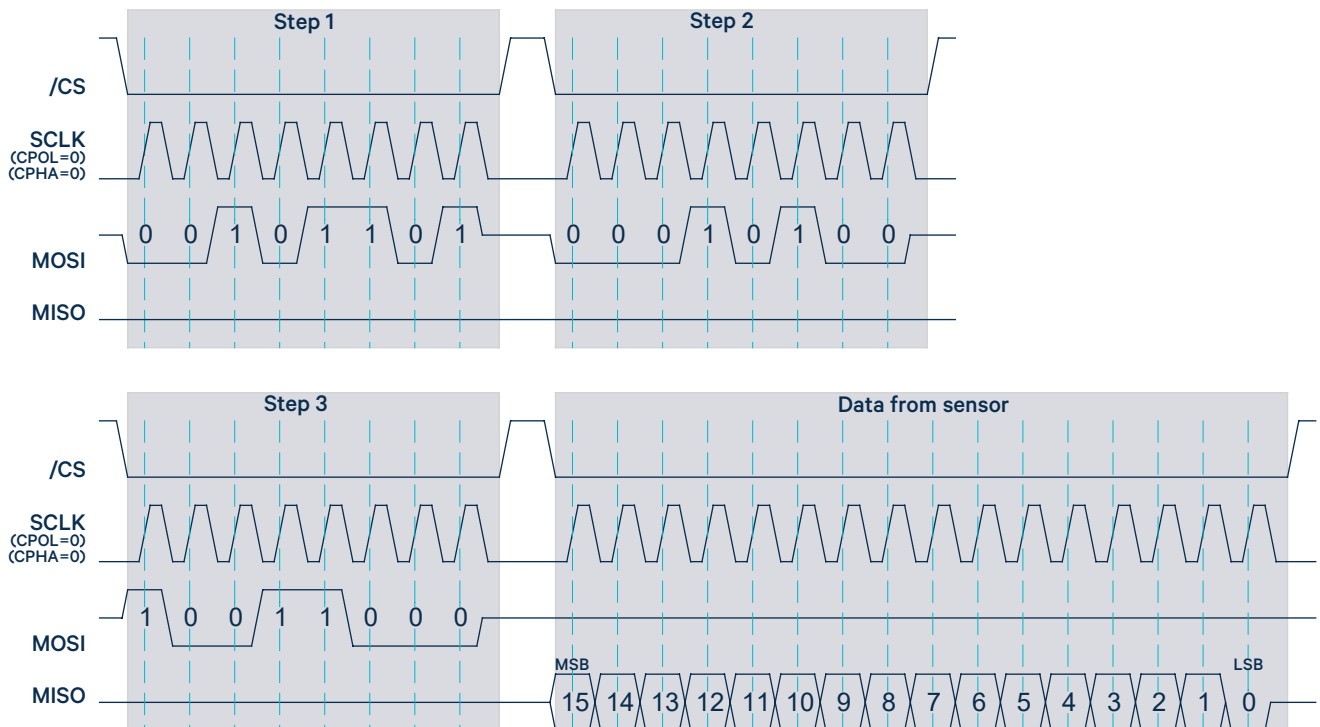 Step 1
Step 2
/CS
SCLK
(CPOL=0)
(CPHA=0)
0 0 1 0 1 1 0 1 0 0 0 1 0 1 0 0
MOSI
MISO
Step 3
Data from sensor
/CS
SCLK
(CPOL=0)
(CPHA=0)
1 0 0 1 1 0 0 0
MOSI
MSB LSB
MISO 15 14 13 12 11 10 9 8 7 6 5 4 3 2 1 0